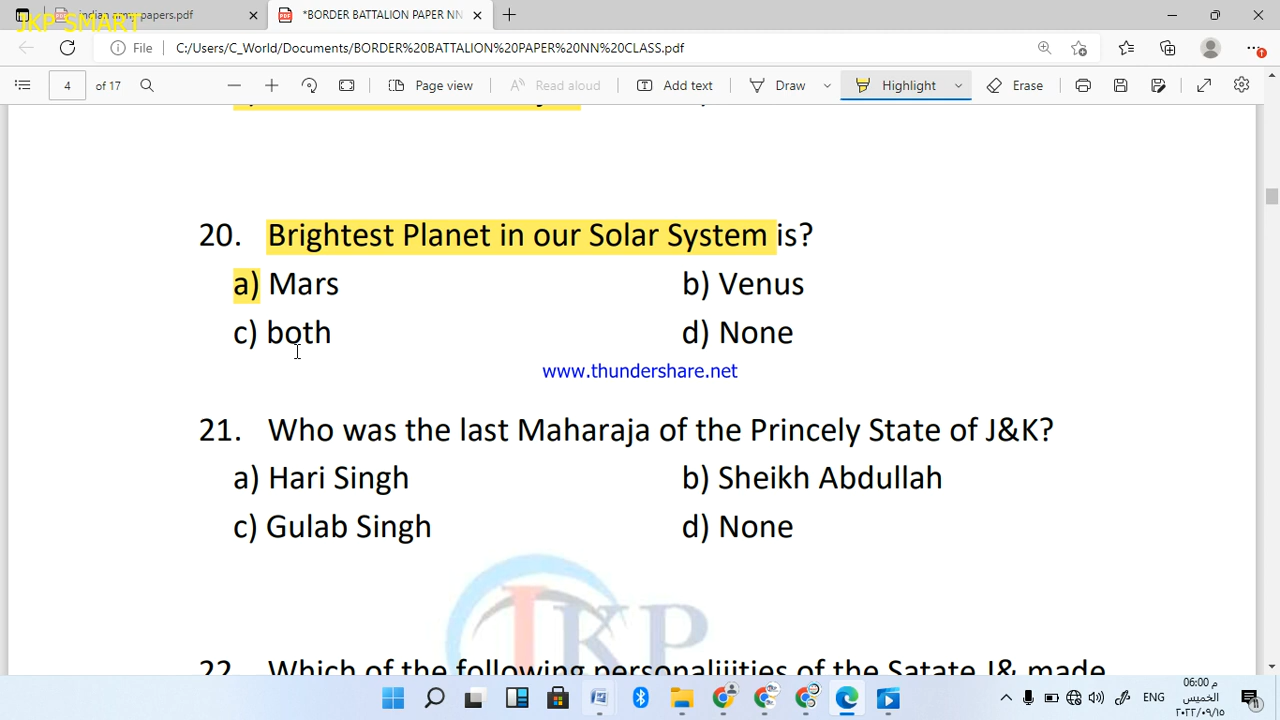 JKP SMART
papers.pdf
*BORDER BATTALION PAPER NN
File
C:/Users/C_World/Documents/BORDER%20BATTALION%20PAPER%20NN%20CLASS.pdf
4 of 17
Page view
Read aloud
Add text
Draw
Highlight
Erase
20. Brightest Planet in our Solar System is?
a) Mars b) Venus
c) both d) None
www.thundershare.net
21. Who was the last Maharaja of the Princely State of J&K?
a) Hari Singh b) Sheikh Abdullah
c) Gulab Singh d) None
JKP
22. Which of the following personalijities of the Satate J& made
ENG
م 06:00
الخميس
٢٠٢٢/٠٩/١٥